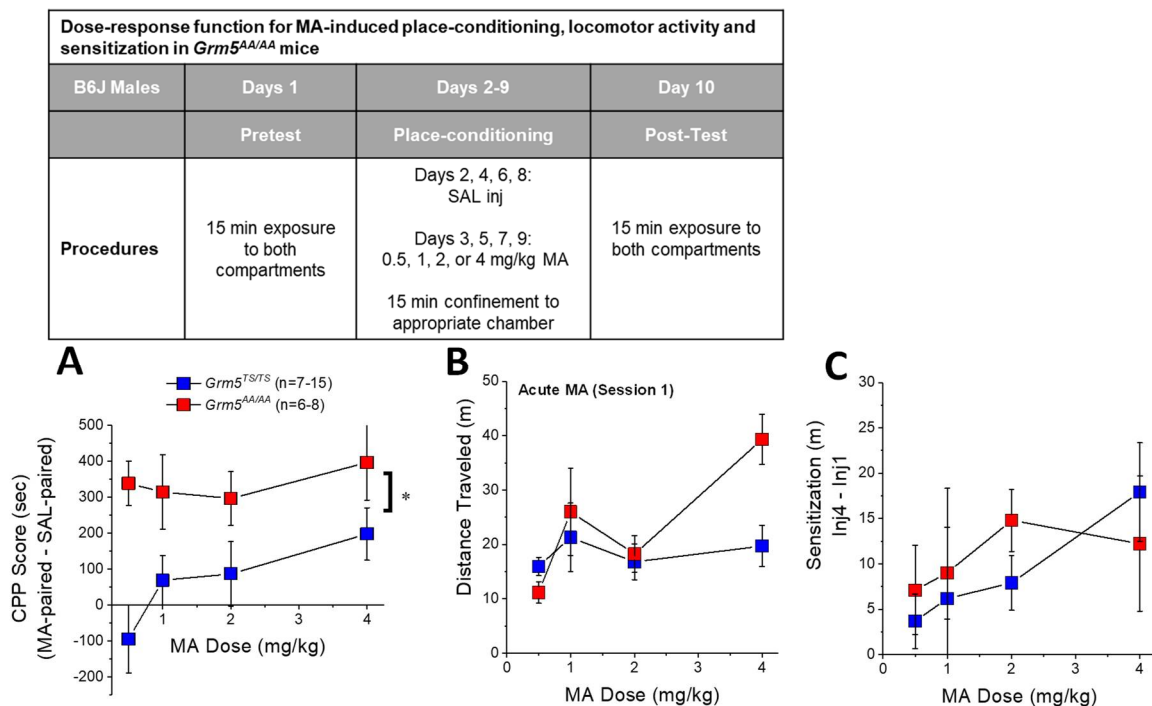 Dose-response function for MA-induced place-conditioning, locomotor activity and
sensitization in Grm5AA/AA mice
B6J Males
Days 1
Days 2-9
Day 10
Pretest
Place-conditioning
Post-Test
Procedures
15 min exposure
to both
compartments
Days 2, 4, 6, 8:
SAL inj
Days 3, 5, 7, 9:
0.5, 1, 2, or 4 mg/kg MA
15 min confinement to
appropriate chamber
15 min exposure to
both compartments
A
Grm5TS/TS (n=7-15)
Grm5AA/AA (n=6-8)
CPP Score (sec)
(MA-paired - SAL-paired)
500
400
300
200
100
0
-100
-200
1
2
3
4
*
MA Dose (mg/kg)
B
Acute MA (Session 1)
Distance Traveled (m)
50
40
30
20
10
0
0
1
2
3
4
MA Dose (mg/kg)
C
Sensitization (m)
Inj4 - Inj1
30
25
20
15
10
5
0
0
1
2
3
4
MA Dose (mg/kg)